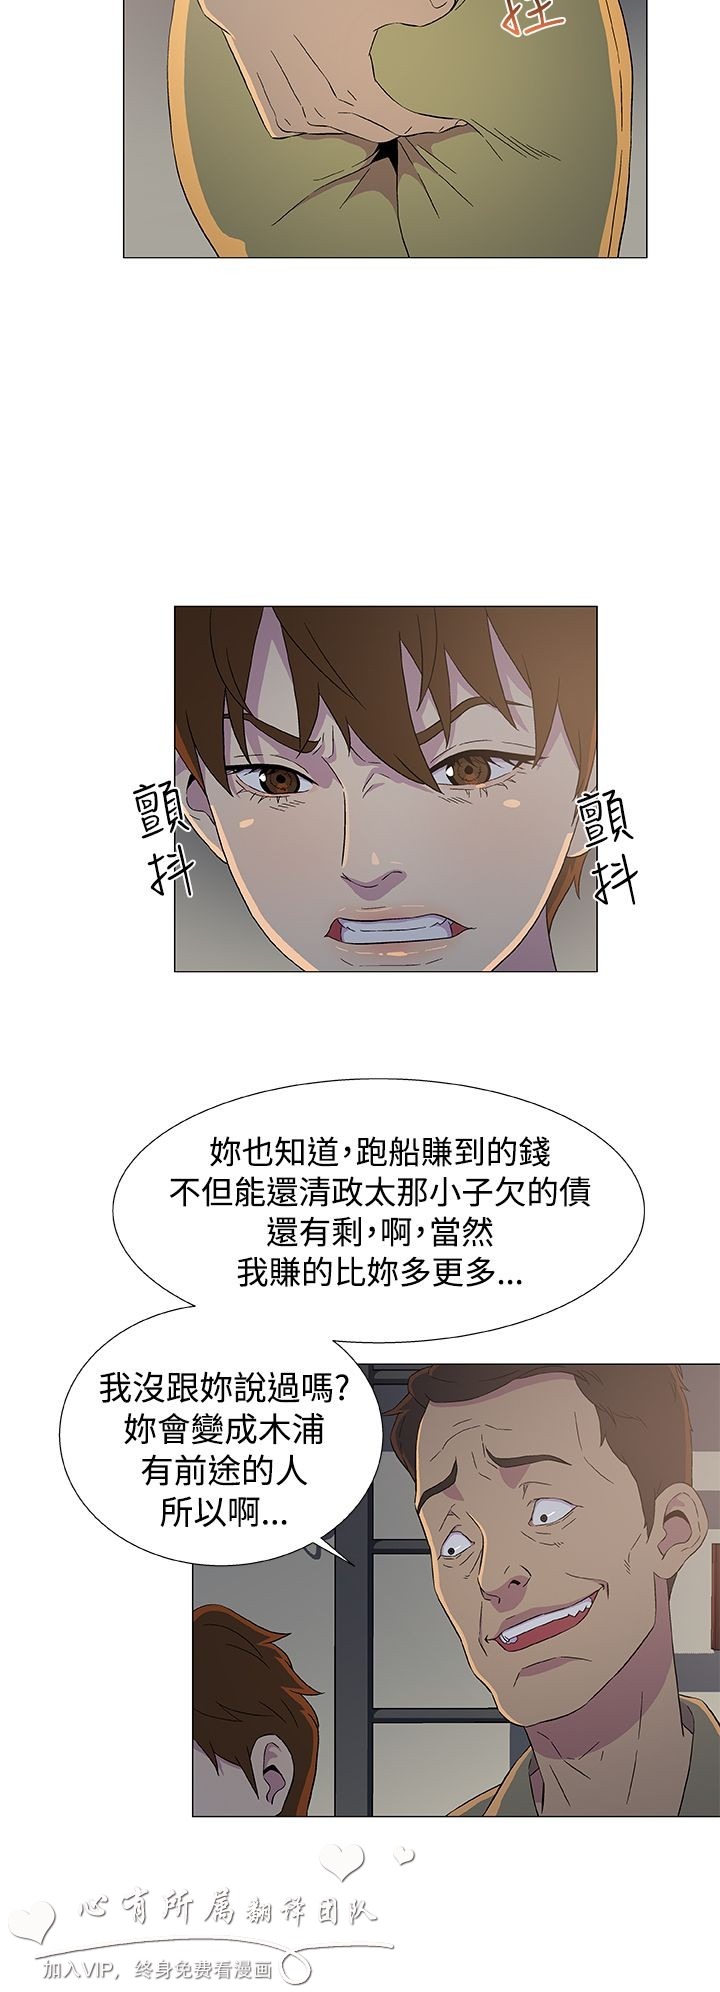 抓
顫
抖
顫
抖
妳也知道,跑船賺到的錢
不但能還清政太那小子欠的債
還有剩,啊,當然
我賺的比妳多更多...
我沒跟妳說過嗎?
妳會變成木浦
有前途的人
所以啊...
心有所属翻译团队
加入VIP，终身免费看漫画